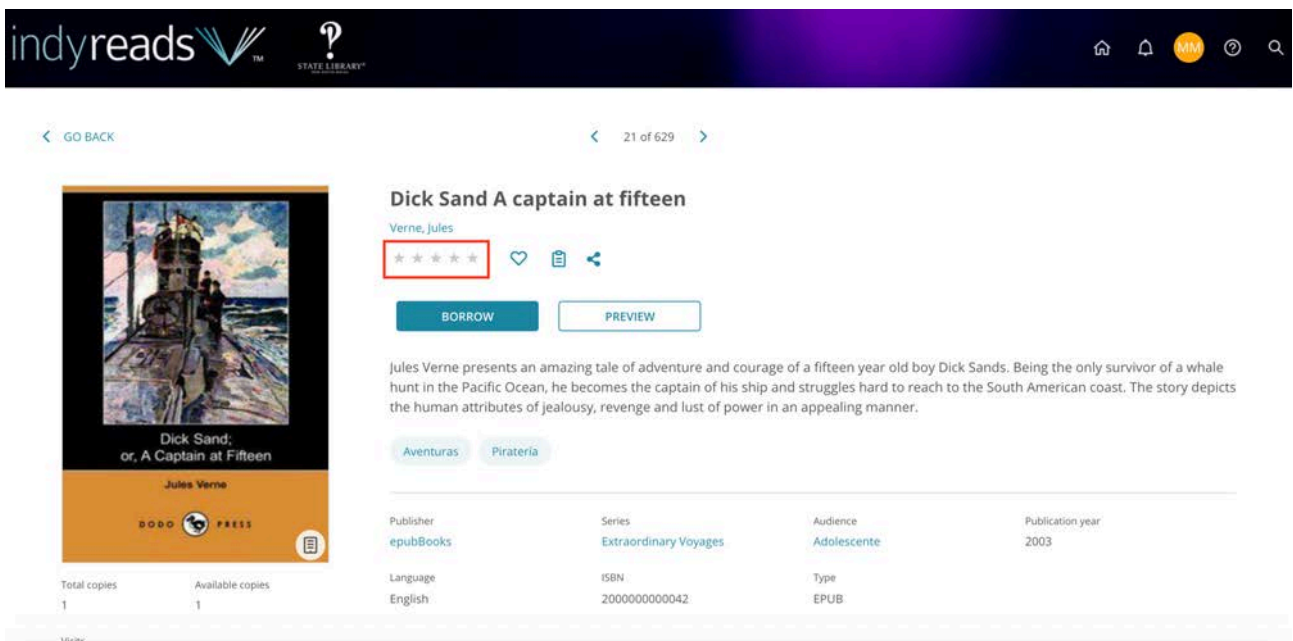 indyreads TM
STATE LIBRARY®
MM
GO BACK
21 of 629
Dick Sand A captain at fifteen
Verne, Jules
BORROW
PREVIEW
Jules Verne presents an amazing tale of adventure and courage of a fifteen year old boy Dick Sands. Being the only survivor of a whale
hunt in the Pacific Ocean, he becomes the captain of his ship and struggles hard to reach to the South American coast. The story depicts
the human attributes of jealousy, revenge and lust of power in an appealing manner.
Aventuras
Piratería
Dick Sand;
or, A Captain at Fifteen
Jules Verne
DODO PRESS
Publisher
Series
Audience
Publication year
epubBooks
Extraordinary Voyages
Adolescente
2003
Language
ISBN
Type
English
2000000000042
EPUB
Total copies
Available copies
1
1